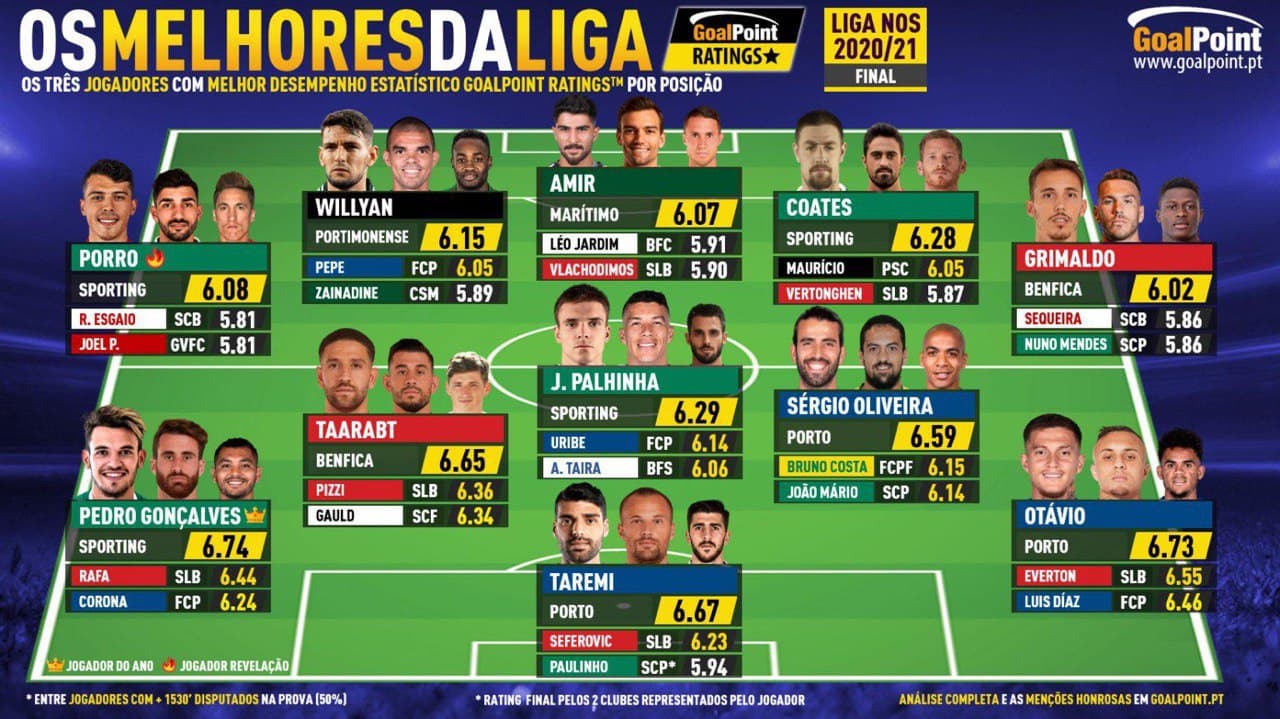 OS MELHORES DA LIGA
OS TRÊS JOGADORES COM MELHOR DESEMPENHO ESTATÍSTICO GOALPOINT RATINGS™ POR POSIÇÃO
GoalPoint
RATINGS★
LIGA NOS
2020/21
FINAL
GoalPoint
www.goalpoint.pt
AMIR
MARÍTIMO 6.07
LÉO JARDIM BFC 5.91
VLACHODIMOS SLB 5.90
WILLYAN
PORTIMONENSE 6.15
PEPE FCP 6.05
ZAINADINE CSM 5.89
COATES
SPORTING 6.28
MAURÍCIO PSC 6.05
VERTONGHEN SLB 5.87
PORRO
SPORTING 6.08
R. ESGAIO SCB 5.81
JOEL P. GVFC 5.81
GRIMALDO
BENFICA 6.02
SEQUEIRA SCB 5.86
NUNO MENDES SCP 5.86
J. PALHINHA
SPORTING 6.29
URIBE FCP 6.14
A. TAIRA BFS 6.06
TAARABT
BENFICA 6.65
PIZZI SLB 6.36
GAULD SCF 6.34
SÉRGIO OLIVEIRA
PORTO 6.59
BRUNO COSTA FCPF 6.15
JOÃO MÁRIO SCP 6.14
PEDRO GONÇALVES
SPORTING 6.74
RAFA SLB 6.44
CORONA FCP 6.24
TAREMI
PORTO 6.67
SEFEROVIC SLB 6.23
PAULINHO SCP* 5.94
OTÁVIO
PORTO 6.73
EVERTON SLB 6.55
LUIS DÍAZ FCP 6.46
JOGADOR DO ANO JOGADOR REVELAÇÃO
* ENTRE JOGADORES COM + 1530' DISPUTADOS NA PROVA (50%)
* RATING FINAL PELOS 2 CLUBES REPRESENTADOS PELO JOGADOR
ANÁLISE COMPLETA E AS MENÇÕES HONROSAS EM GOALPOINT.PT